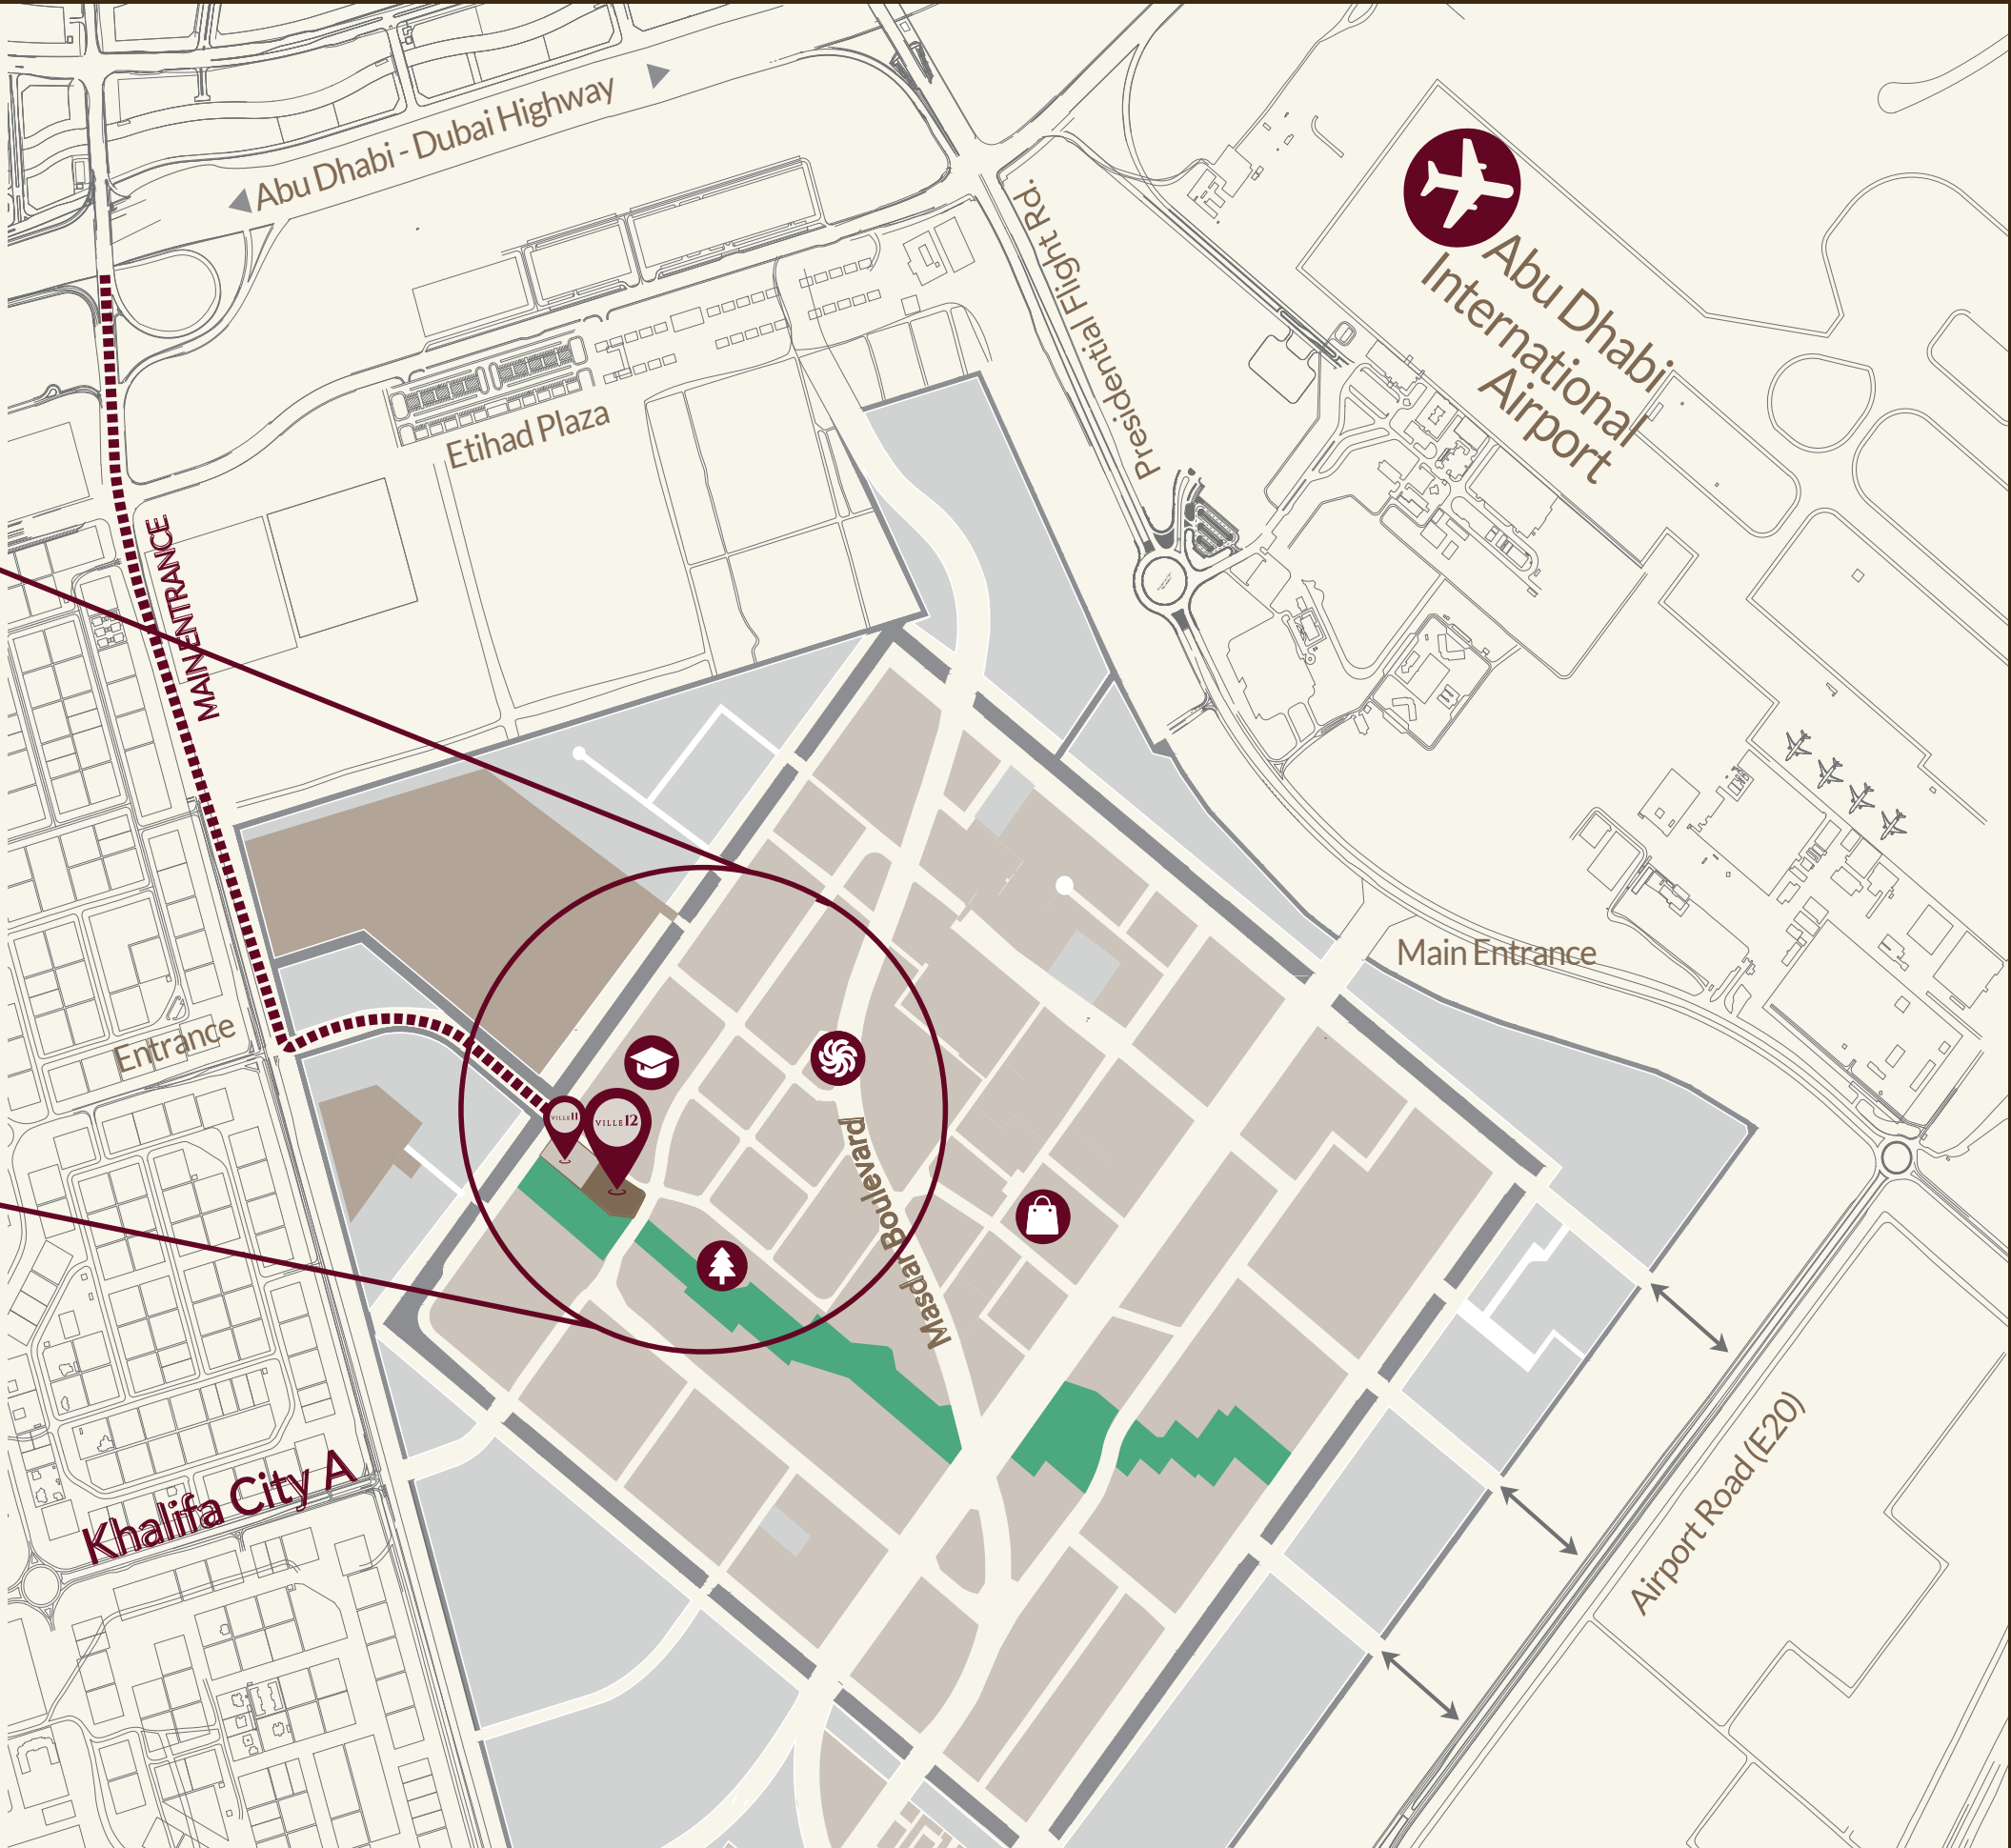 Abu Dhabi - Dubai Highway
Presidential Flight Rd.
Abu Dhabi
International
Airport
Etihad Plaza
MAIN ENTRANCE
Main Entrance
Entrance
VILLE 11
VILLE 12
Masdar Boulevard
Khalifa City A
Airport Road (E20)